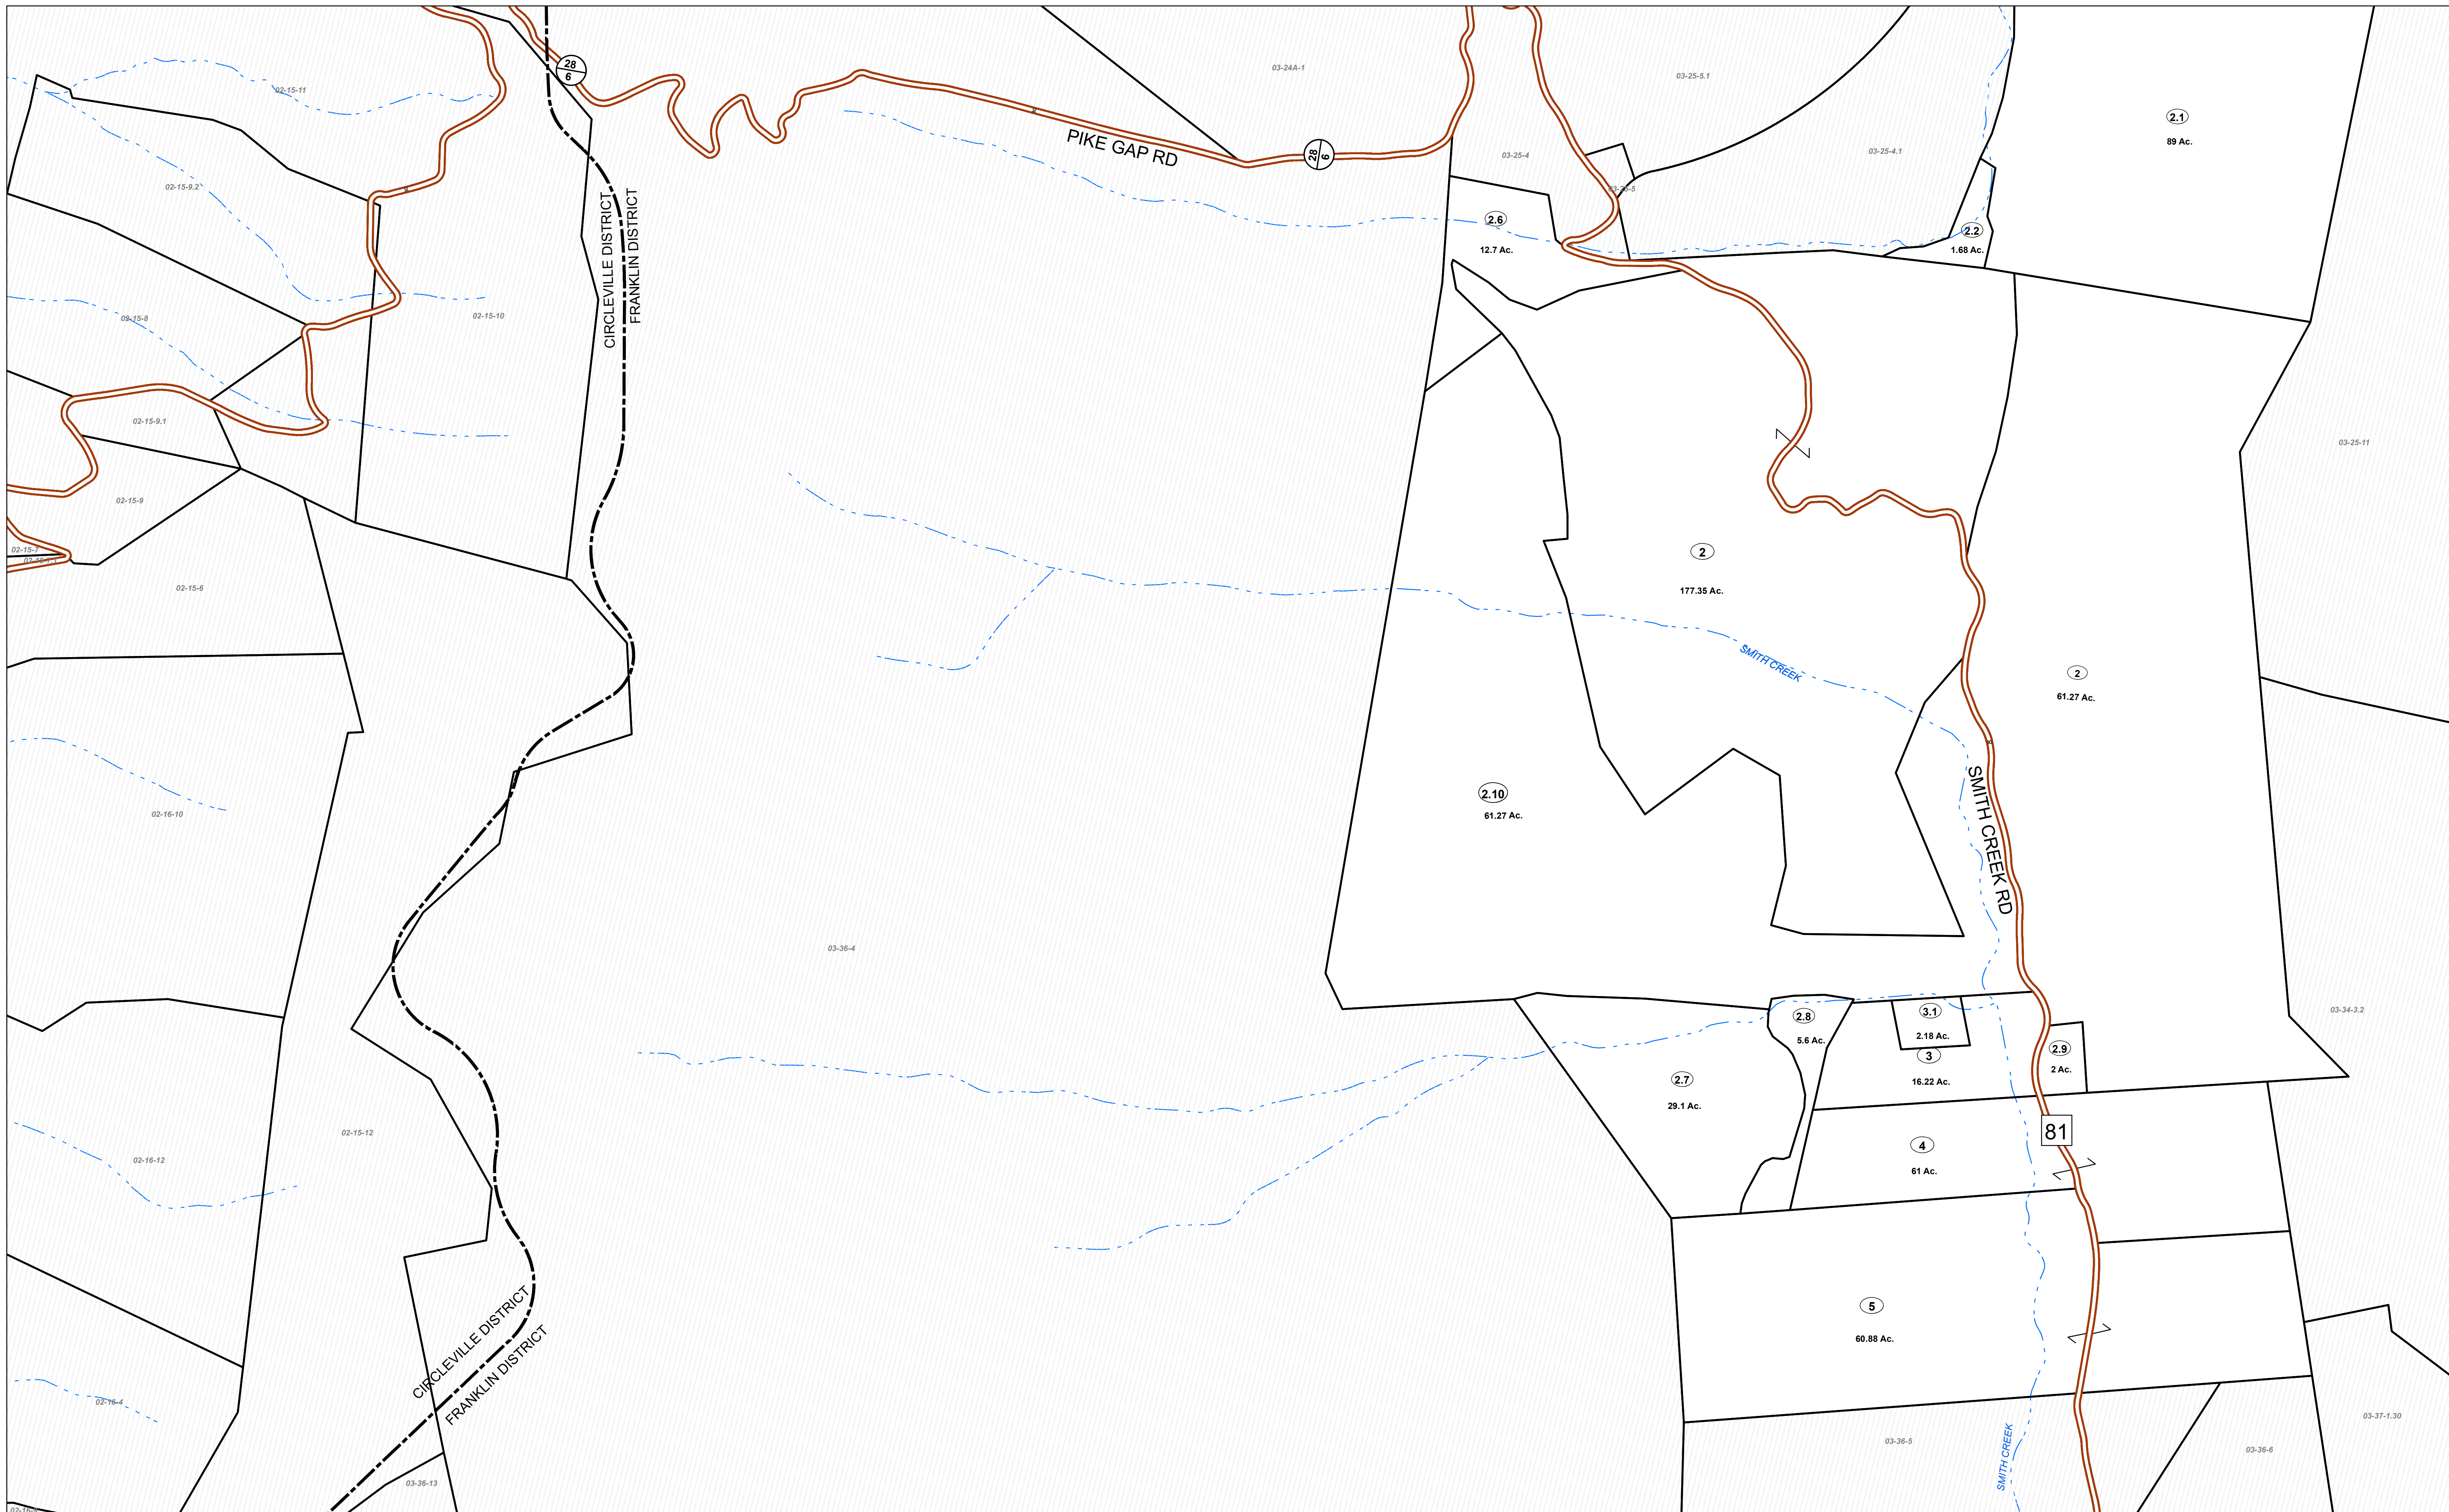 28
6
02-15-11
03-24A-1
03-25-5.1
2.1
89 Ac.
PIKE GAP RD
28
6
03-25-4
03-25-4.1
02-15-9.2
03-25-5
CIRCLEVILLE DISTRICT
FRANKLIN DISTRICT
2.6
12.7 Ac.
2.2
1.68 Ac.
02-15-8
02-15-10
02-15-9.1
03-25-11
02-15-9
02-15-7
2
177.35 Ac.
02-15-6
SMITH CREEK
2
61.27 Ac.
2.10
61.27 Ac.
02-16-10
SMITH CREEK RD
03-36-4
03-34-3.2
2.8
5.6 Ac.
3.1
2.18 Ac.
3
16.22 Ac.
2.9
2 Ac.
2.7
29.1 Ac.
02-15-12
02-16-12
81
4
61 Ac.
5
60.88 Ac.
CIRCLEVILLE DISTRICT
FRANKLIN DISTRICT
02-16-4
03-37-1.30
03-36-5
03-36-6
SMITH CREEK
03-36-13